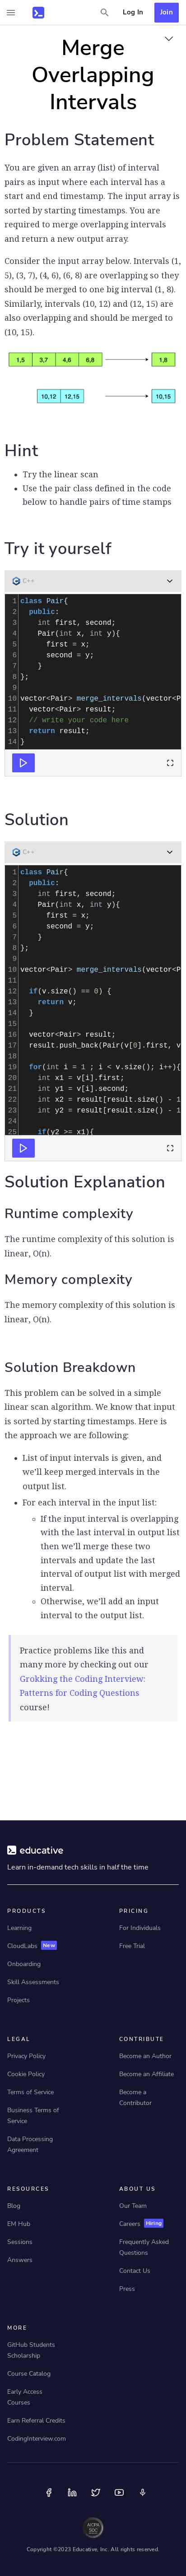 Log In
Join
Merge
Overlapping
Intervals
Problem Statement
You are given an array (list) of interval
pairs as input where each interval has a
start and end timestamp. The input array is
sorted by starting timestamps. You are
required to merge overlapping intervals
and return a new output array.
Consider the input array below. Intervals (1,
5), (3, 7), (4, 6), (6, 8) are overlapping so they
should be merged to one big interval (1, 8).
Similarly, intervals (10, 12) and (12, 15) are
also overlapping and should be merged to
(10, 15).
1,5 3,7 4,6 6,8 1,8
10,12 12,15 10,15
Hint
Try the linear scan
Use the pair class defined in the code
below to handle pairs of time stamps
Try it yourself
C++
1 class Pair{
2 public:
3 int first, second;
4 Pair(int x, int y){
5 first = x;
6 second = y;
7 }
8 };
9
10 vector<Pair> merge_intervals(vector<P
11 vector<Pair> result;
12 // write your code here
13 return result;
14 }
Solution
C++
1 class Pair{
2 public:
3 int first, second;
4 Pair(int x, int y){
5 first = x;
6 second = y;
7 }
8 };
9
10 vector<Pair> merge_intervals(vector<P
11
12 if(v.size() == 0) {
13 return v;
14 }
15
16 vector<Pair> result;
17 result.push_back(Pair(v[0].first, v
18
19 for(int i = 1 ; i < v.size(); i++){
20 int x1 = v[i].first;
21 int y1 = v[i].second;
22 int x2 = result[result.size() - 1
23 int y2 = result[result.size() - 1
24
25 if(y2 >= x1){
Solution Explanation
Runtime complexity
The runtime complexity of this solution is
linear, O(n).
Memory complexity
The memory complexity of this solution is
linear, O(n).
Solution Breakdown
This problem can be solved in a simple
linear scan algorithm. We know that input
is sorted by starting timestamps. Here is
the approach we are following:
List of input intervals is given, and
we'll keep merged intervals in the
output list.
For each interval in the input list:
If the input interval is overlapping
with the last interval in output list
then we'll merge these two
intervals and update the last
interval of output list with merged
interval.
Otherwise, we'll add an input
interval to the output list.
Practice problems like this and
many more by checking out our
Grokking the Coding Interview:
Patterns for Coding Questions
course!
educative
Learn in-demand tech skills in half the time
PRODUCTS
Learning
CloudLabs New
Onboarding
Skill Assessments
Projects
PRICING
For Individuals
Free Trial
LEGAL
Privacy Policy
Cookie Policy
Terms of Service
Business Terms of
Service
Data Processing
Agreement
CONTRIBUTE
Become an Author
Become an Affiliate
Become a
Contributor
RESOURCES
Blog
EM Hub
Sessions
Answers
ABOUT US
Our Team
Careers Hiring
Frequently Asked
Questions
Contact Us
Press
MORE
GitHub Students
Scholarship
Course Catalog
Early Access
Courses
Earn Referral Credits
CodingInterview.com
AICPA
SOC
Copyright ©2023 Educative, Inc. All rights reserved.